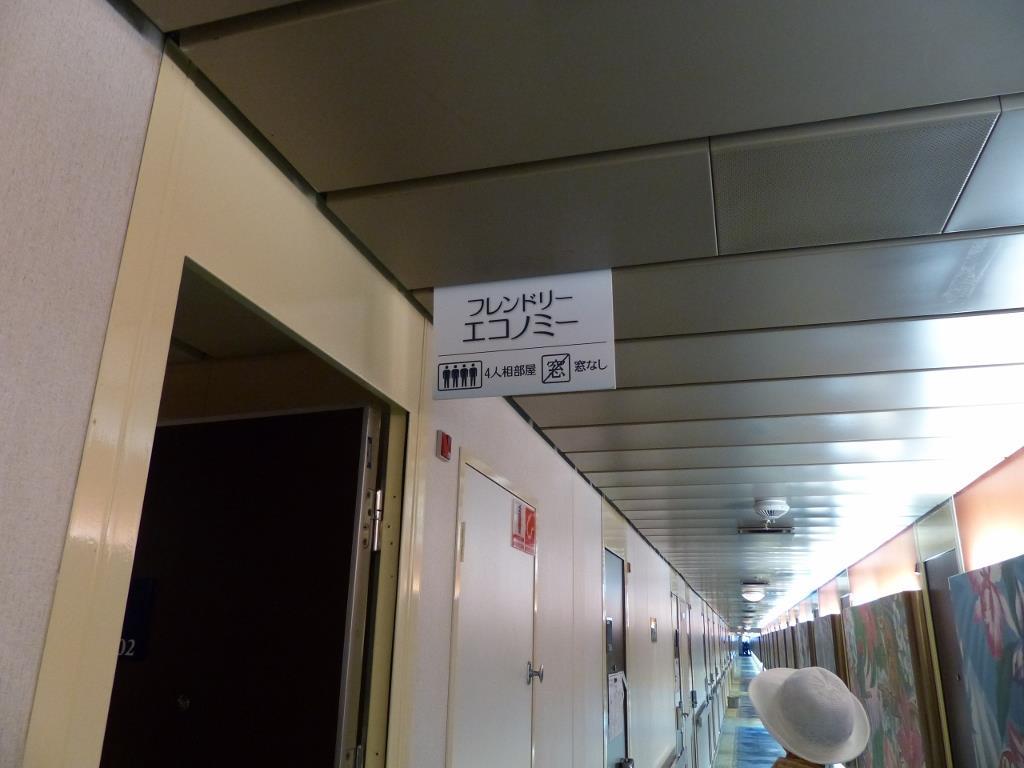 フレンドリー
エコノミー
4人相部屋 窓 窓なし
02